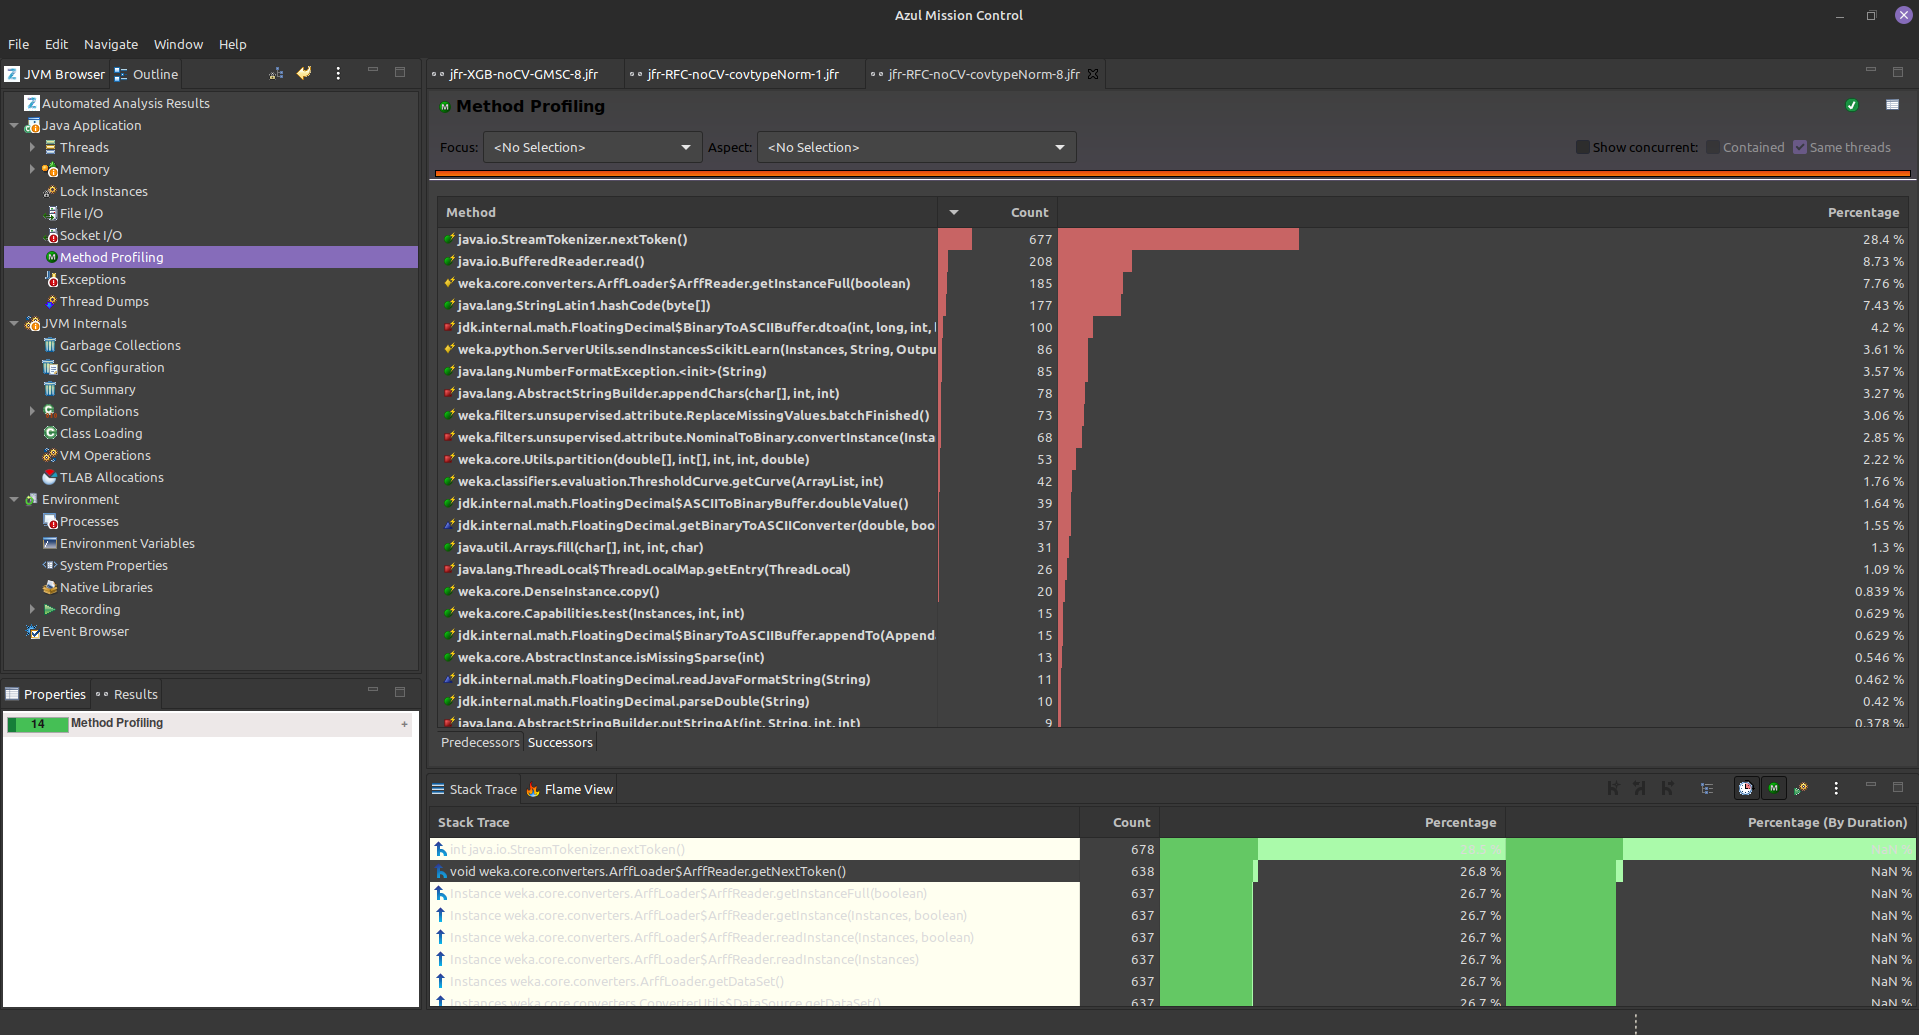 Azul Mission Control
File Edit Navigate Window Help
JVM Browser Outline
jfr-XGB-noCV-GMSC-8.jfr jfr-RFC-noCV-covtypeNorm-1.jfr jfr-RFC-noCV-covtypeNorm-8.jfr
Automated Analysis Results
Java Application
Threads
Memory
Lock Instances
File I/O
Socket I/O
Method Profiling
Exceptions
Thread Dumps
JVM Internals
Garbage Collections
GC Configuration
GC Summary
Compilations
Class Loading
VM Operations
TLAB Allocations
Environment
Processes
Environment Variables
System Properties
Native Libraries
Recording
Event Browser
Properties Results
14 Method Profiling +
Method Profiling
Focus: <No Selection> Aspect: <No Selection> Show concurrent: Contained Same threads
Method Count Percentage
java.io.StreamTokenizer.nextToken() 677 28.4 %
java.io.BufferedReader.read() 208 8.73 %
weka.core.converters.ArffLoader$ArffReader.getInstanceFull(boolean) 185 7.76 %
java.lang.StringLatin1.hashCode(byte[]) 177 7.43 %
jdk.internal.math.FloatingDecimal$BinaryToASCIIBuffer.dtoa(int, long, int, 100 4.2 %
weka.python.ServerUtils.sendInstancesScikitLearn(Instances, String, Outpu 86 3.61 %
java.lang.NumberFormatException.<init>(String) 85 3.57 %
java.lang.AbstractStringBuilder.appendChars(char[], int, int) 78 3.27 %
weka.filters.unsupervised.attribute.ReplaceMissingValues.batchFinished() 73 3.06 %
weka.filters.unsupervised.attribute.NominalToBinary.convertInstance(Insta 68 2.85 %
weka.core.Utils.partition(double[], int[], int, int, double) 53 2.22 %
weka.classifiers.evaluation.ThresholdCurve.getCurve(ArrayList, int) 42 1.76 %
jdk.internal.math.FloatingDecimal$ASCIIToBinaryBuffer.doubleValue() 39 1.64 %
jdk.internal.math.FloatingDecimal.getBinaryToASCIIConverter(double, boo 37 1.55 %
java.util.Arrays.fill(char[], int, int, char) 31 1.3 %
java.lang.ThreadLocal$ThreadLocalMap.getEntry(ThreadLocal) 26 1.09 %
weka.core.DenseInstance.copy() 20 0.839 %
weka.core.Capabilities.test(Instances, int, int) 15 0.629 %
jdk.internal.math.FloatingDecimal$BinaryToASCIIBuffer.appendTo(Append 15 0.629 %
weka.core.AbstractInstance.isMissingSparse(int) 13 0.546 %
jdk.internal.math.FloatingDecimal.readJavaFormatString(String) 11 0.462 %
jdk.internal.math.FloatingDecimal.parseDouble(String) 10 0.42 %
java.lang.AbstractStringBuilder.putStringAt(int, String, int, int) 9 0.378 %
Predecessors Successors
Stack Trace Flame View
Stack Trace Count Percentage Percentage (By Duration)
int java.io.StreamTokenizer.nextToken() 678
void weka.core.converters.ArffLoader$ArffReader.getNextToken() 638 26.8 % NaN %
Instance weka.core.converters.ArffLoader$ArffReader.getInstanceFull(boolean) 637 26.7 % NaN %
Instance weka.core.converters.ArffLoader$ArffReader.getInstance(Instances, boolean) 637 26.7 % NaN %
Instance weka.core.converters.ArffLoader$ArffReader.readInstance(Instances, boolean) 637 26.7 % NaN %
Instance weka.core.converters.ArffLoader$ArffReader.readInstance(Instances) 637 26.7 % NaN %
Instances weka.core.converters.ArffLoader.getDataSet() 637 26.7 % NaN %
Instances weka.core.converters.ConverterUtils$DataSource.getDataSet() 637 26.7 % NaN %